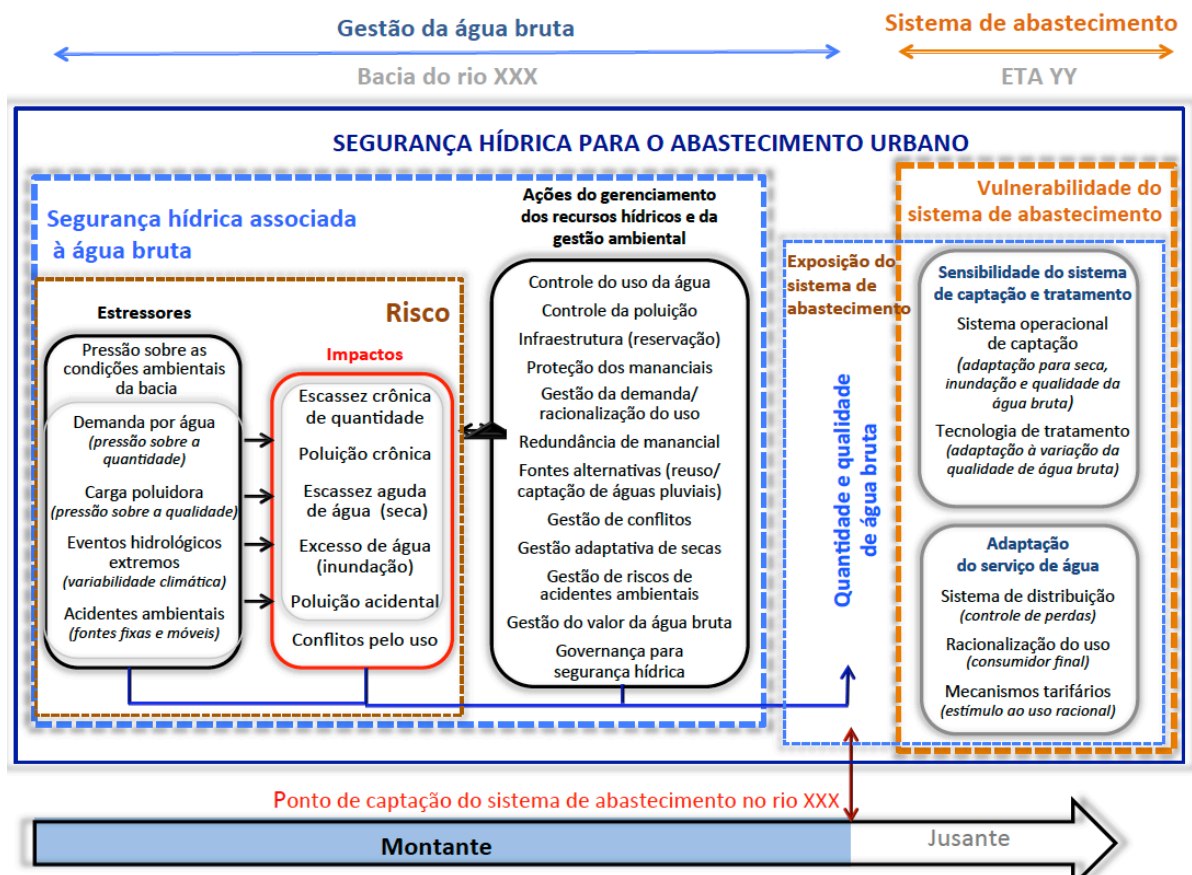 Gestão da água bruta
Sistema de abastecimento
Bacia do rio XXX
ETA YY
SEGURANÇA HÍDRICA PARA O ABASTECIMENTO URBANO
Segurança hídrica associada
à água bruta
Risco
Estressores
Pressão sobre as
condições ambientais
da bacia
Demanda por água
(pressão sobre a
quantidade)
Carga poluidora
(pressão sobre a qualidade)
Eventos hidrológicos
extremos
(variabilidade climática)
Acidentes ambientais
(fontes fixas e móveis)
Impactos
Escassez crônica
de quantidade
Poluição crônica
Escassez aguda
de água (seca)
Excesso de água
(inundação)
Poluição acidental
Conflitos pelo uso
Ações do gerenciamento
dos recursos hídricos e da
gestão ambiental
Controle do uso da água
Controle da poluição
Infraestrutura (reservação)
Proteção dos mananciais
Gestão da demanda/
racionalização do uso
Redundância de manancial
Fontes alternativas (reuso/
captação de águas pluviais)
Gestão de conflitos
Gestão adaptativa de secas
Gestão de riscos de
acidentes ambientais
Gestão do valor da água bruta
Governança para
segurança hídrica
Exposição do
sistema de
abastecimento
Quantidade e qualidade
de água bruta
Vulnerabilidade do
sistema de abastecimento
Sensibilidade do sistema
de captação e tratamento
Sistema operacional
de captação
(adaptação para seca,
inundação e qualidade da
água bruta)
Tecnologia de tratamento
(adaptação à variação da
qualidade de água bruta)
Adaptação
do serviço de água
Sistema de distribuição
(controle de perdas)
Racionalização do uso
(consumidor final)
Mecanismos tarifários
(estímulo ao uso racional)
Ponto de captação do sistema de abastecimento no rio XXX
Montante
Jusante